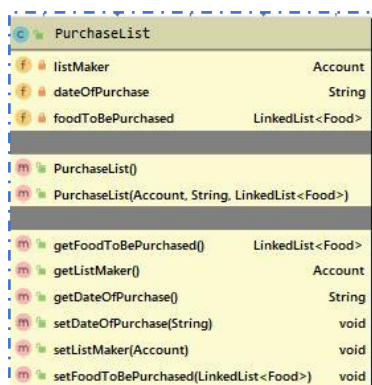 PurchaseList
listMaker Account
dateOfPurchase String
foodToBePurchased LinkedList<Food>
PurchaseList()
PurchaseList(Account, String, LinkedList<Food>)
getFoodToBePurchased() LinkedList<Food>
getListMaker() Account
getDateOfPurchase() String
setDateOfPurchase(String) void
setListMaker(Account) void
setFoodToBePurchased(LinkedList<Food>) void